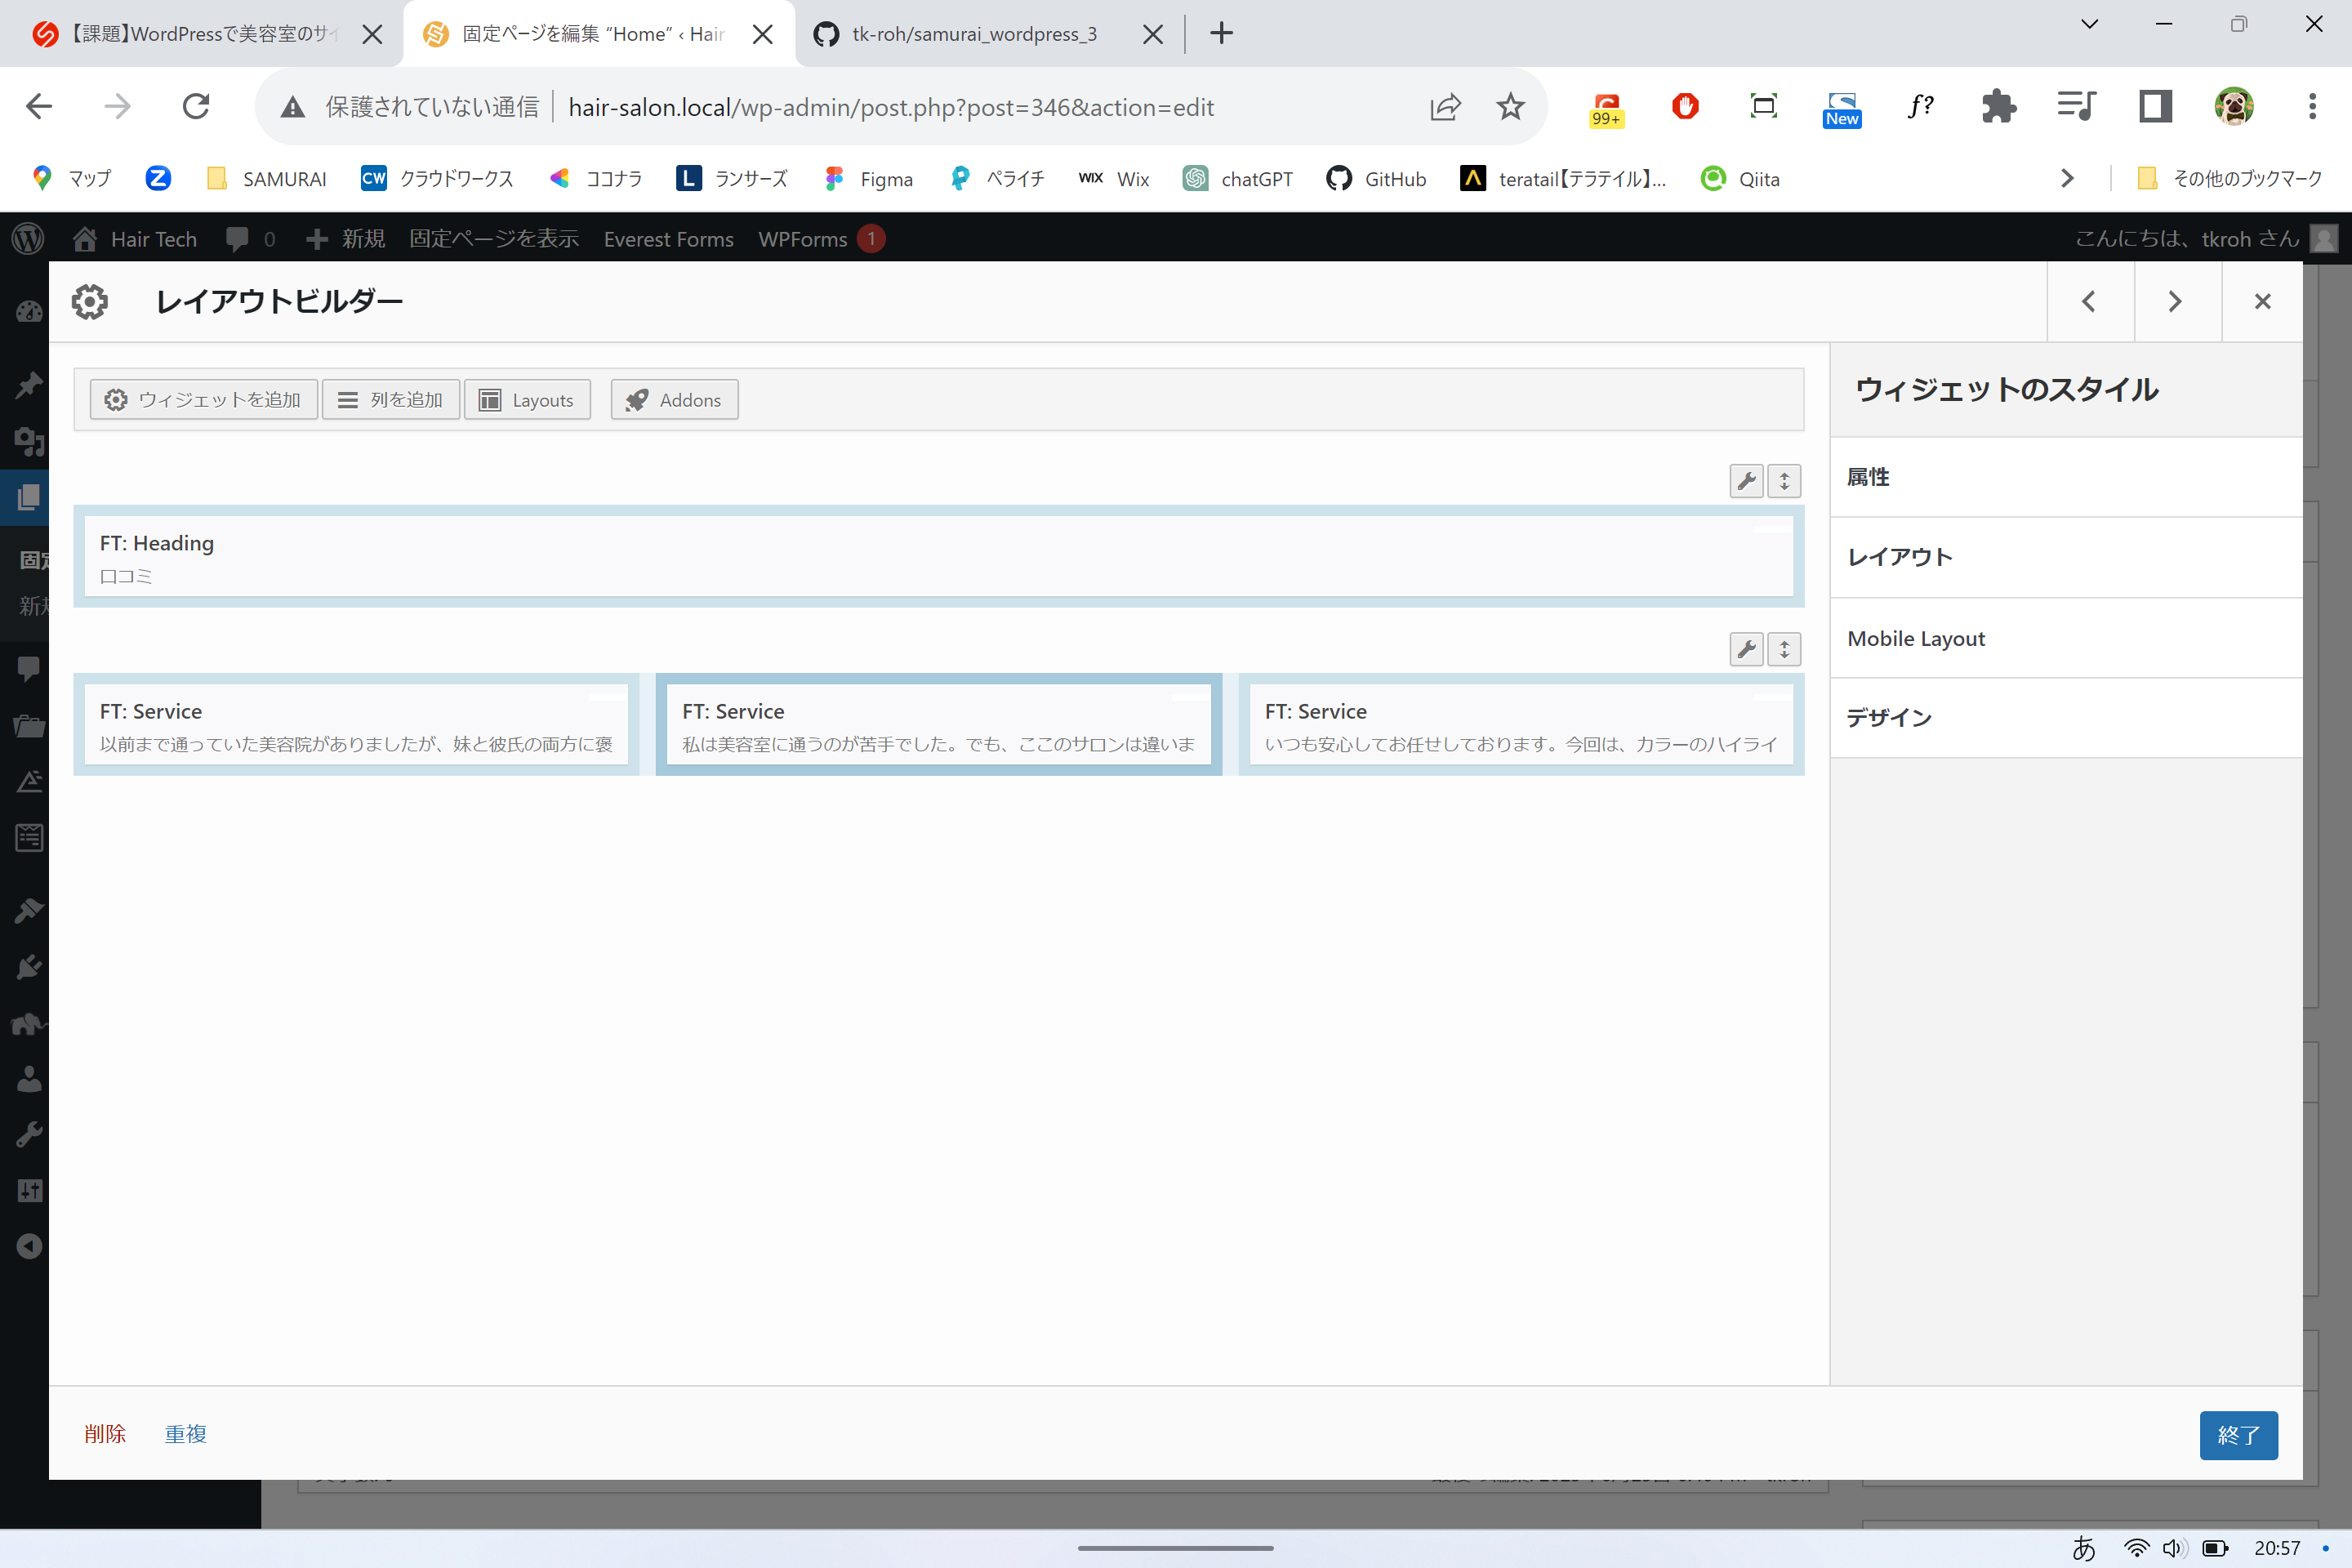 【課題】WordPressで美容室のサイ
固定ページを編集 “Home” ‹ Hair
tk-roh/samurai_wordpress_3
保護されていない通信
hair-salon.local/wp-admin/post.php?post=346&action=edit
99+
New
f?
マップ
SAMURAI
CW
クラウドワークス
ココナラ
L
ランサーズ
Figma
ペライチ
WIX
Wix
chatGPT
GitHub
teratail【テラテイル】...
Qiita
その他のブックマーク
Hair Tech
0
新規
固定ページを表示
Everest Forms
WPForms
1
こんにちは、tkroh さん
レイアウトビルダー
ウィジェットを追加
列を追加
Layouts
Addons
ウィジェットのスタイル
属性
レイアウト
Mobile Layout
デザイン
FT: Heading
口コミ
FT: Service
以前まで通っていた美容院がありましたが、妹と彼氏の両方に褒
FT: Service
私は美容室に通うのが苦手でした。でも、ここのサロンは違いま
FT: Service
いつも安心してお任せしております。今回は、カラーのハイライ
固定
新規
削除
重複
終了
あ
20:57